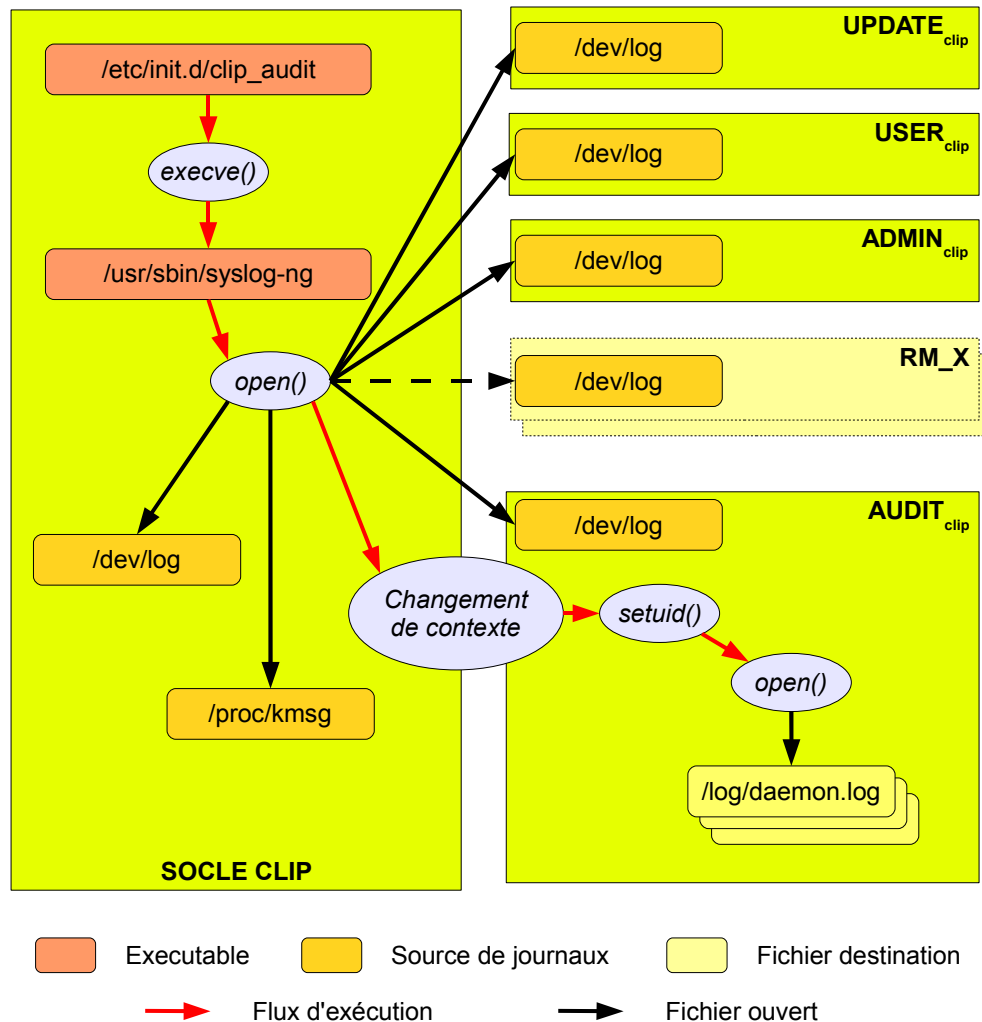 /etc/init.d/clip_audit
execve()
/usr/sbin/syslog-ng
open()
/dev/log
/proc/kmsg
SOCLE CLIP
/dev/log
UPDATE clip
/dev/log
USER clip
/dev/log
ADMIN clip
/dev/log
RM_X
/dev/log
AUDIT clip
Changement
de contexte
setuid()
open()
/log/daemon.log
Executable
Source de journaux
Fichier destination
Flux d'exécution
Fichier ouvert